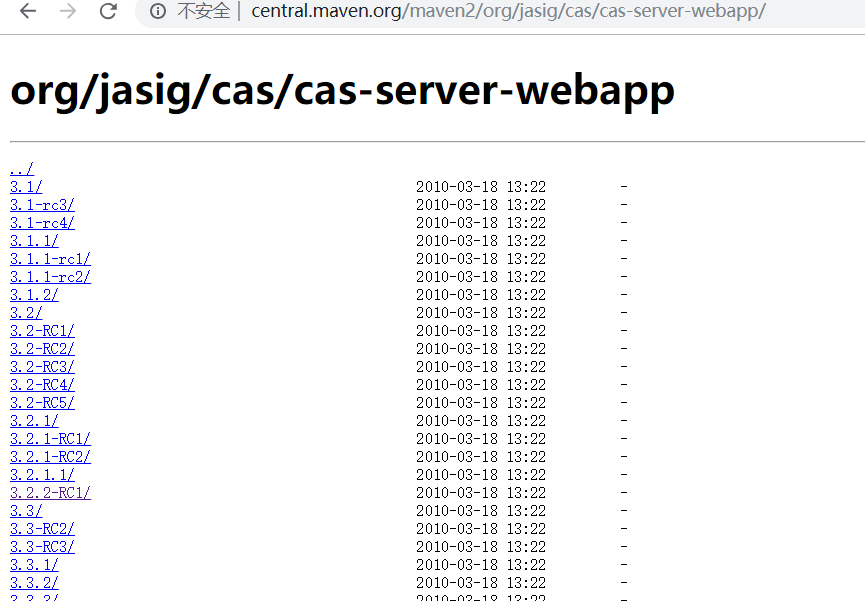 不安全 | central.maven.org/maven2/org/jasig/cas/cas-server-webapp/
org/jasig/cas/cas-server-webapp
../
3.1/ 2010-03-18 13:22 -
3.1-rc3/ 2010-03-18 13:22 -
3.1-rc4/ 2010-03-18 13:22 -
3.1.1/ 2010-03-18 13:22 -
3.1.1-rc1/ 2010-03-18 13:22 -
3.1.1-rc2/ 2010-03-18 13:22 -
3.1.2/ 2010-03-18 13:22 -
3.2/ 2010-03-18 13:22 -
3.2-RC1/ 2010-03-18 13:22 -
3.2-RC2/ 2010-03-18 13:22 -
3.2-RC3/ 2010-03-18 13:22 -
3.2-RC4/ 2010-03-18 13:22 -
3.2-RC5/ 2010-03-18 13:22 -
3.2.1/ 2010-03-18 13:22 -
3.2.1-RC1/ 2010-03-18 13:22 -
3.2.1-RC2/ 2010-03-18 13:22 -
3.2.1.1/ 2010-03-18 13:22 -
3.2.2-RC1/ 2010-03-18 13:22 -
3.3/ 2010-03-18 13:22 -
3.3-RC2/ 2010-03-18 13:22 -
3.3-RC3/ 2010-03-18 13:22 -
3.3.1/ 2010-03-18 13:22 -
3.3.2/ 2010-03-18 13:22 -